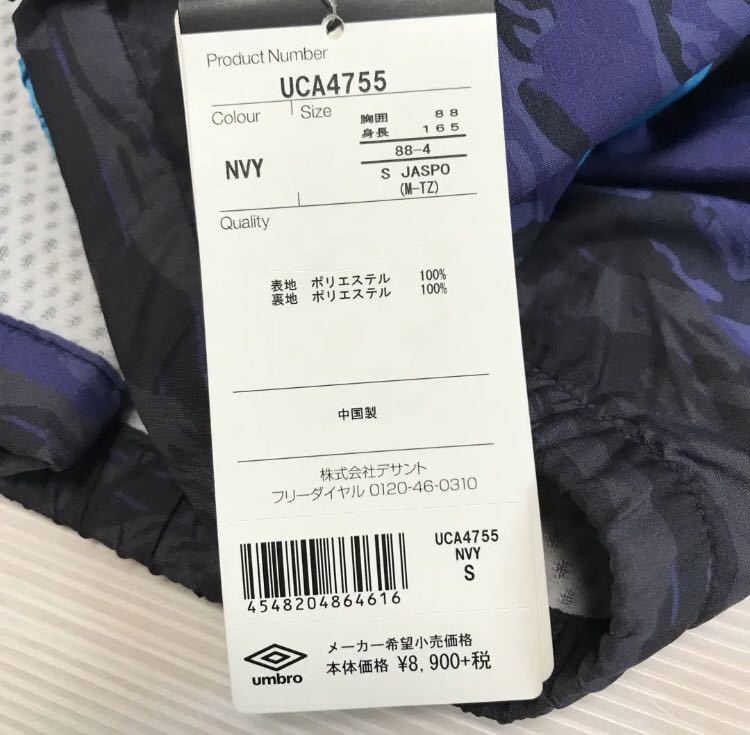 Product Number
UCA4755
Colour
Size
胸囲 88
身長 165
NVY
88-4
S JASPO
(M-TZ)
Quality
表地 ポリエステル 100%
裏地 ポリエステル 100%
中国製
株式会社デサント
フリーダイヤル 0120-46-0310
UCA4755
NVY
S
4548204864616
メーカー希望小売価格
本体価格 ¥8,900+税
umbro